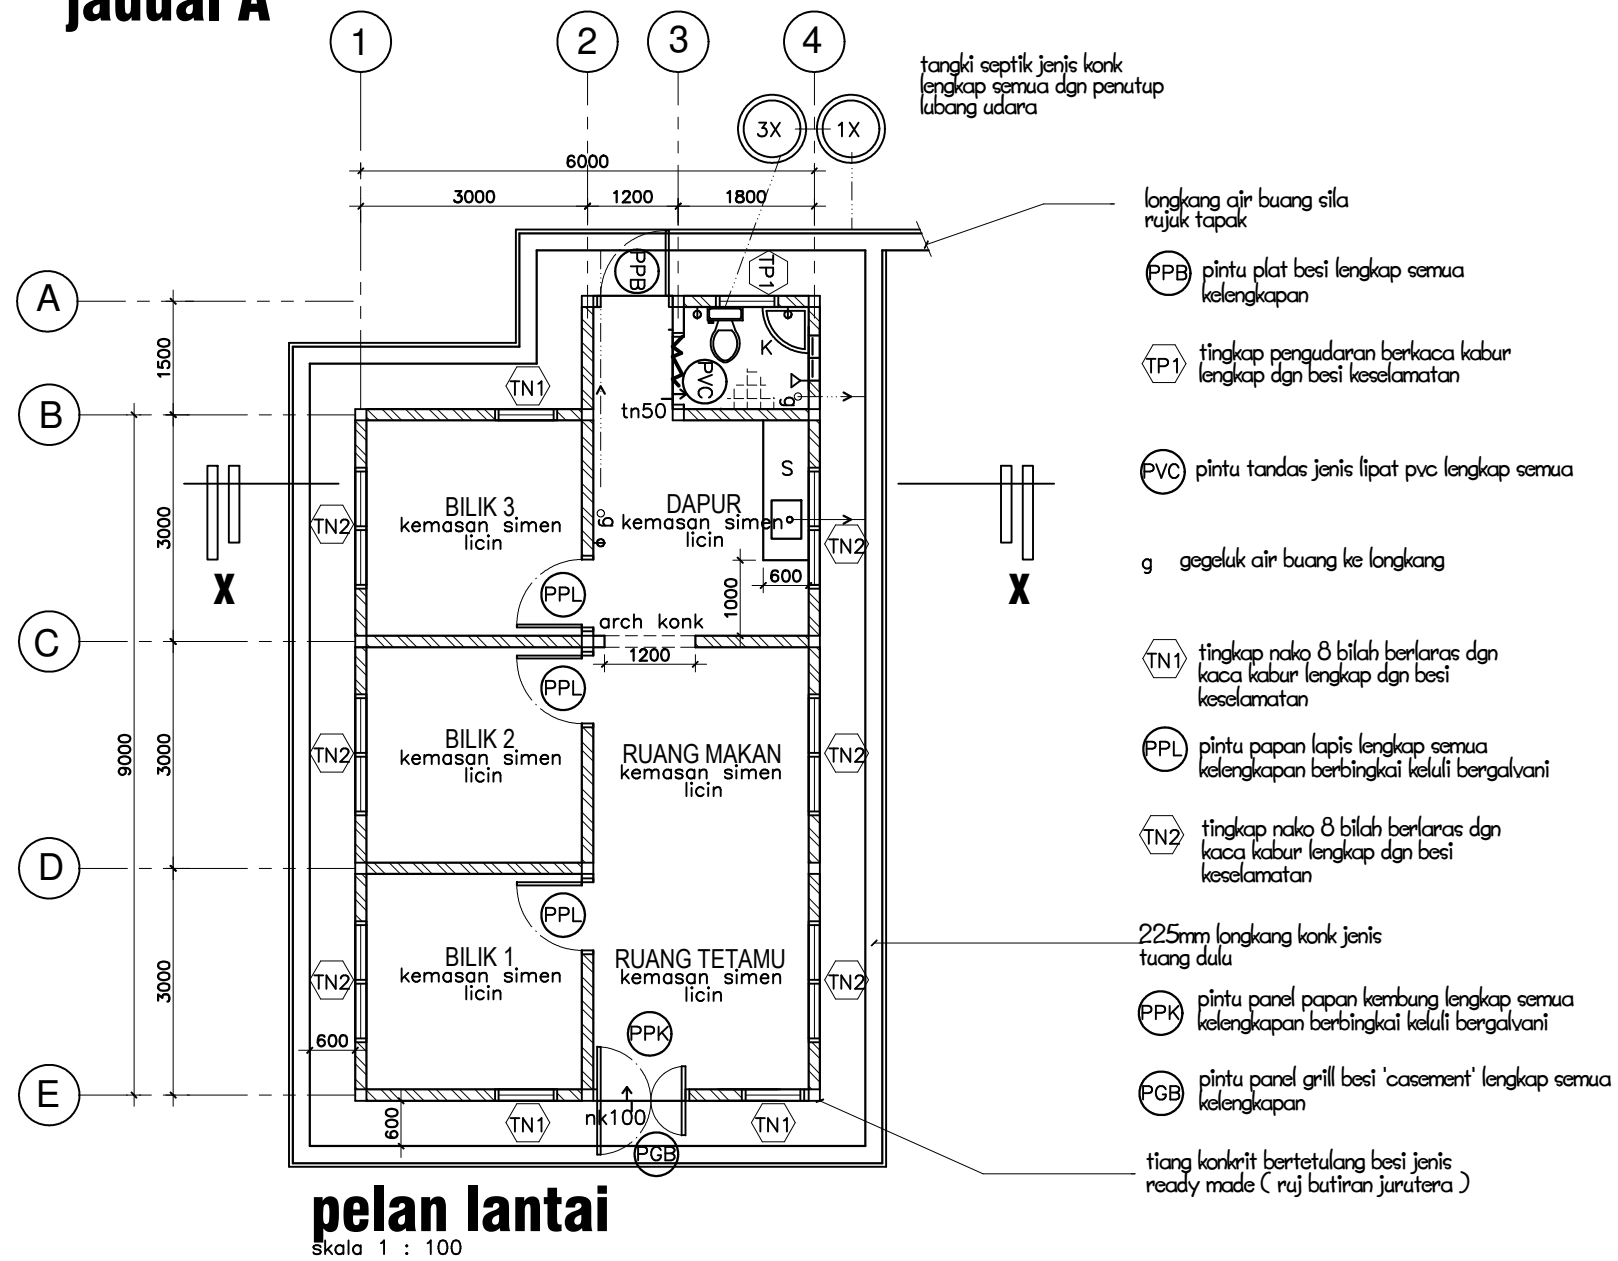 jadual A
1
2
3
4
tangki septik jenis konk
lengkap semua dgn penutup
lubang udara
3X
1X
6000
3000
1200
1800
longkang air buang sila
rujuk tapak
A
PPB
TP1
PPB
pintu plat besi lengkap semua
kelengkapan
1500
K
TP1
tingkap pengudaran berkaca kabur
lengkap dgn besi keselamatan
TN1
PVC
g
tn50
B
S
PVC
pintu tandas jenis lipat pvc lengkap semua
3000
TN2
BILIK 3
kemasan simen
licin
g
DAPUR
kemasan simen
licin
TN2
X
X
g
gegeluk air buang ke longkang
600
1000
PPL
arch konk
C
1200
TN1
tingkap nako 8 bilah berlaras dgn
kaca kabur lengkap dgn besi
keselamatan
PPL
9000
3000
TN2
BILIK 2
kemasan simen
licin
RUANG MAKAN
kemasan simen
licin
TN2
PPL
pintu papan lapis lengkap semua
kelengkapan berbingkai keluli bergalvani
TN2
tingkap nako 8 bilah berlaras dgn
kaca kabur lengkap dgn besi
keselamatan
D
PPL
3000
TN2
BILIK 1
kemasan simen
licin
RUANG TETAMU
kemasan simen
licin
TN2
225mm longkang konk jenis
tuang dulu
PPK
PPK
pintu panel papan kembung lengkap semua
kelengkapan berbingkai keluli bergalvani
600
E
PGB
pintu panel grill besi 'casement' lengkap semua
kelengkapan
600
TN1
nk100
TN1
PGB
tiang konkrit bertetulang besi jenis
ready made ( ruj butiran jurutera )
pelan lantai
skala 1 : 100